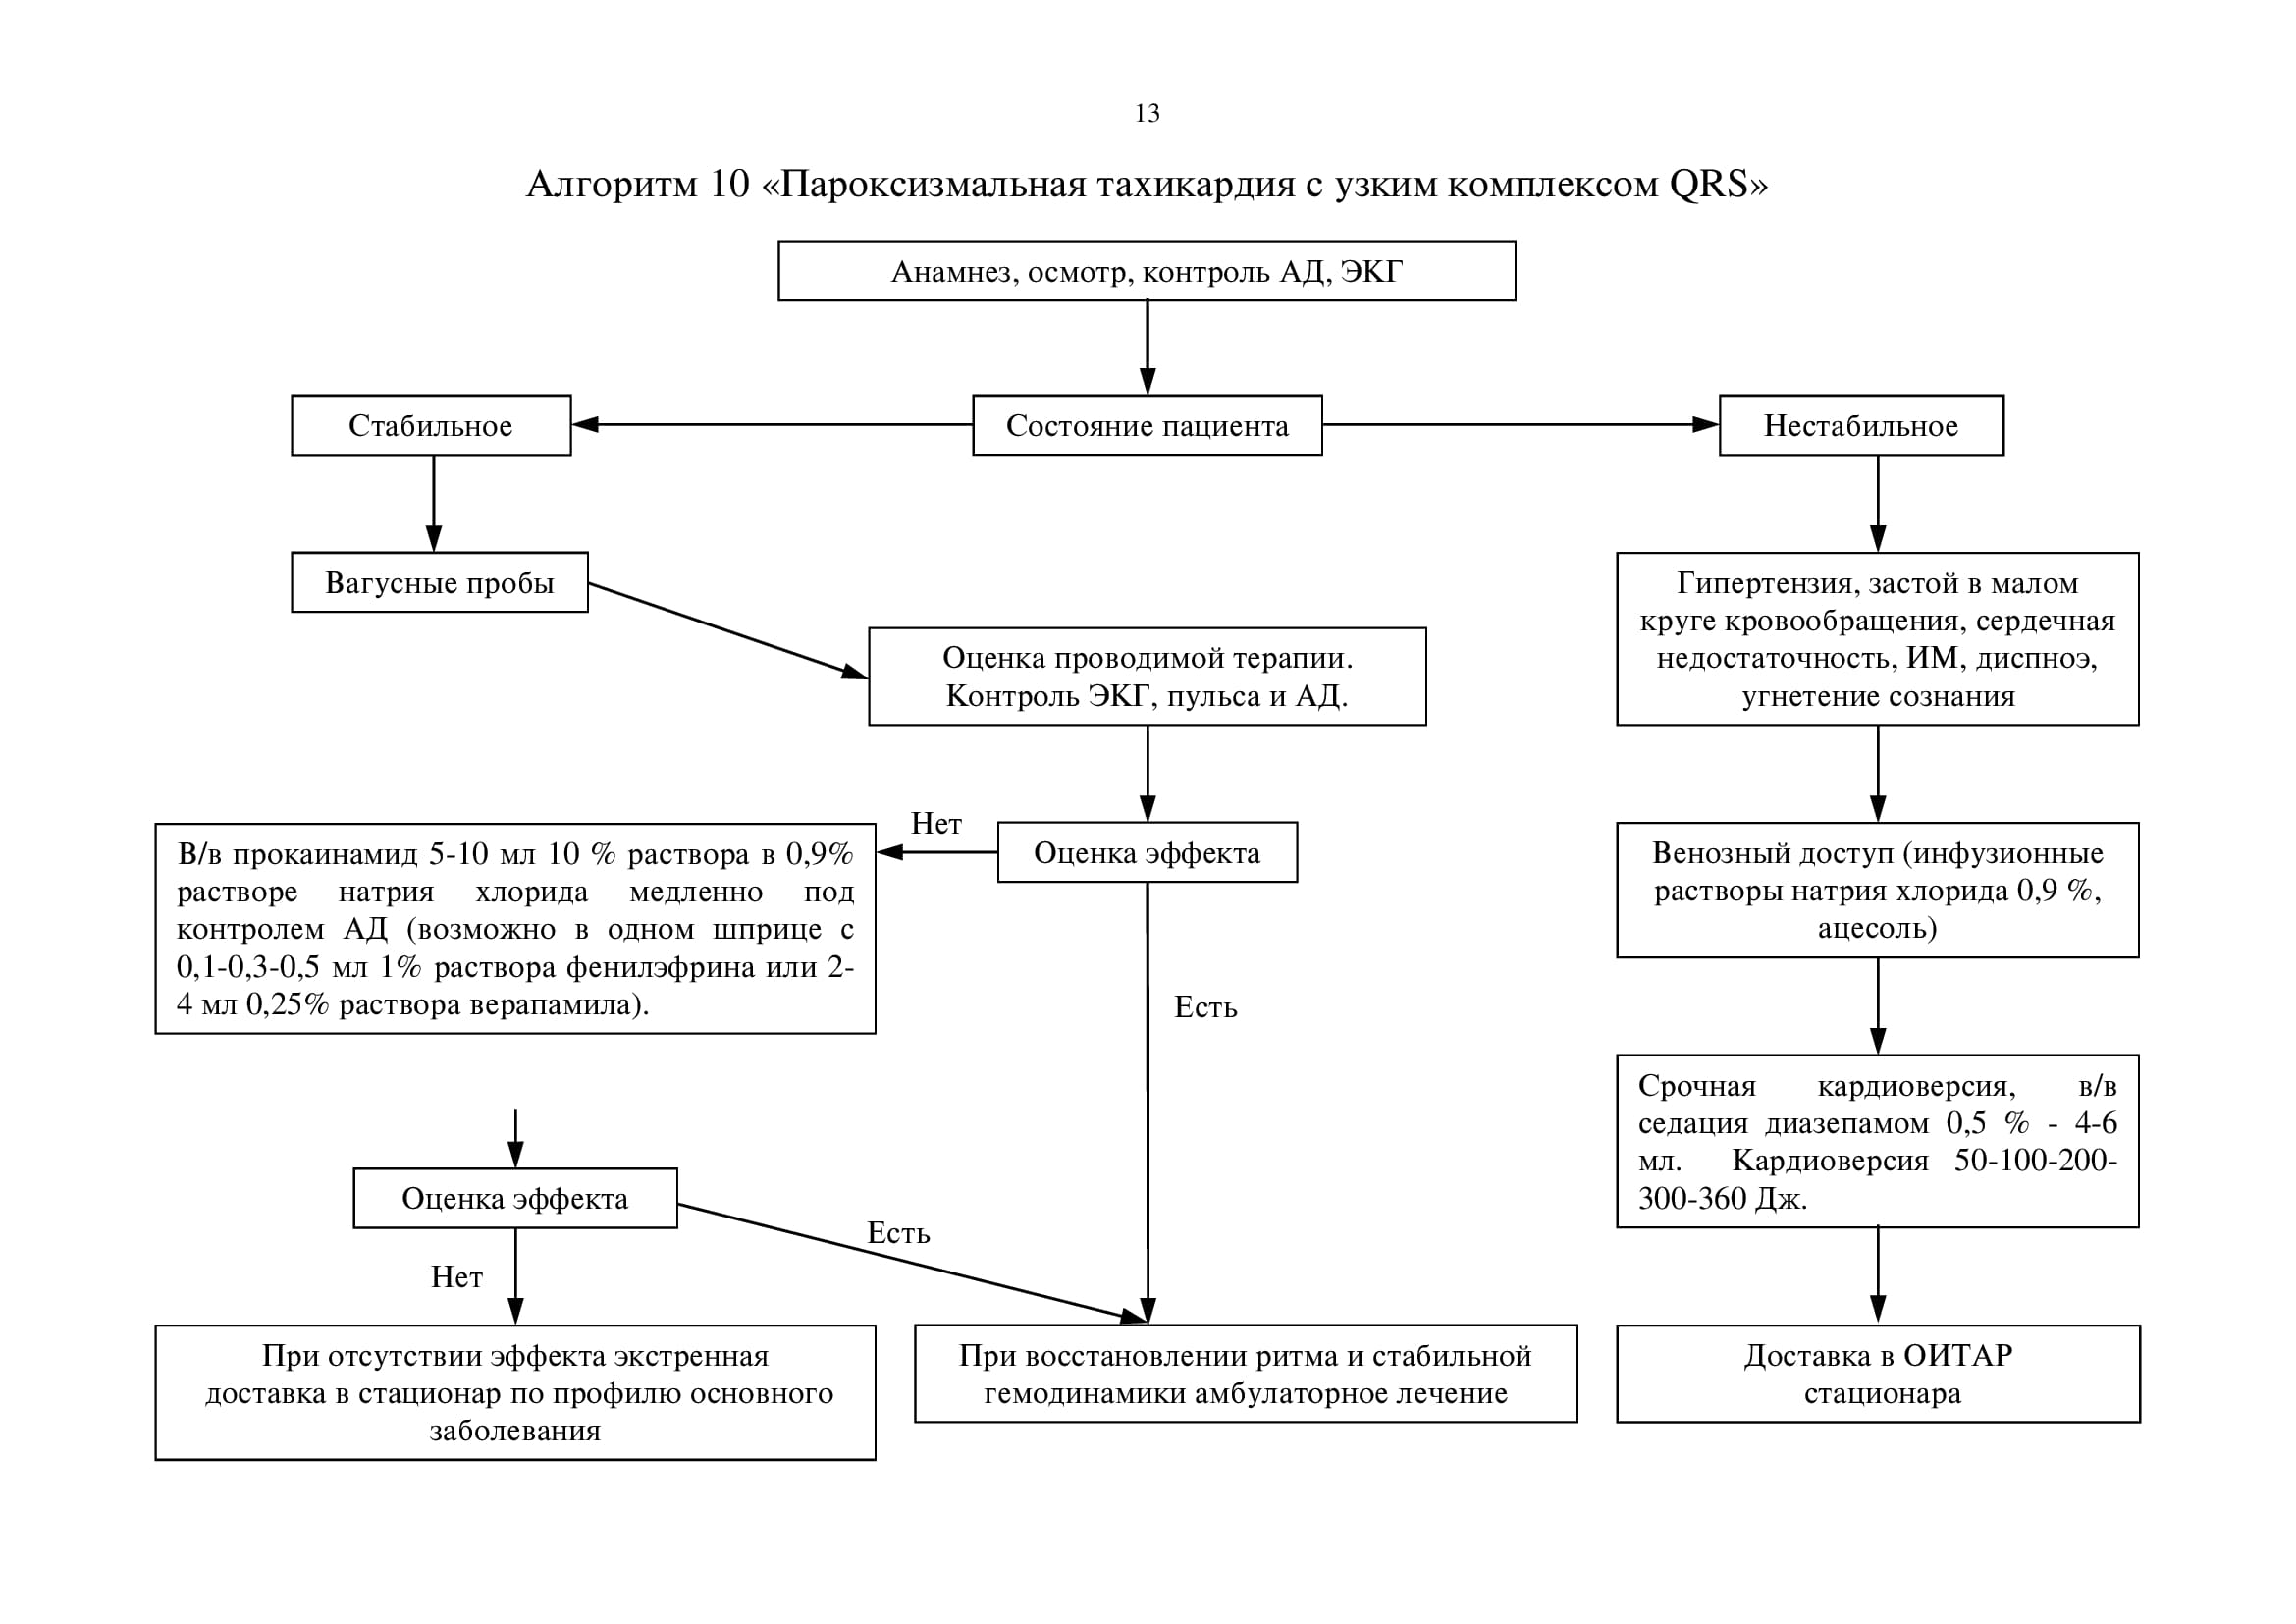 13
Алгоритм 10 «Пароксизмальная тахикардия с узким комплексом QRS»
Анамнез, осмотр, контроль АД, ЭКГ
Стабильное
Состояние пациента
Нестабильное
Вагусные пробы
Гипертензия, застой в малом
круге кровообращения, сердечная
недостаточность, ИМ, диспноэ,
угнетение сознания
Оценка проводимой терапии.
Контроль ЭКГ, пульса и АД.
Нет
Оценка эффекта
В/в прокаинамид 5-10 мл 10 % раствора в 0,9%
растворе натрия хлорида медленно под
контролем АД (возможно в одном шприце с
0,1-0,3-0,5 мл 1% раствора фенилэфрина или 2-
4 мл 0,25% раствора верапамила).
Венозный доступ (инфузионные
растворы натрия хлорида 0,9 %,
ацесоль)
Есть
Срочная кардиоверсия, в/в
седация диазепамом 0,5 % - 4-6
мл. Кардиоверсия 50-100-200-
300-360 Дж.
Оценка эффекта
Есть
Нет
При отсутствии эффекта экстренная
доставка в стационар по профилю основного
заболевания
При восстановлении ритма и стабильной
гемодинамики амбулаторное лечение
Доставка в ОИТАР
стационара